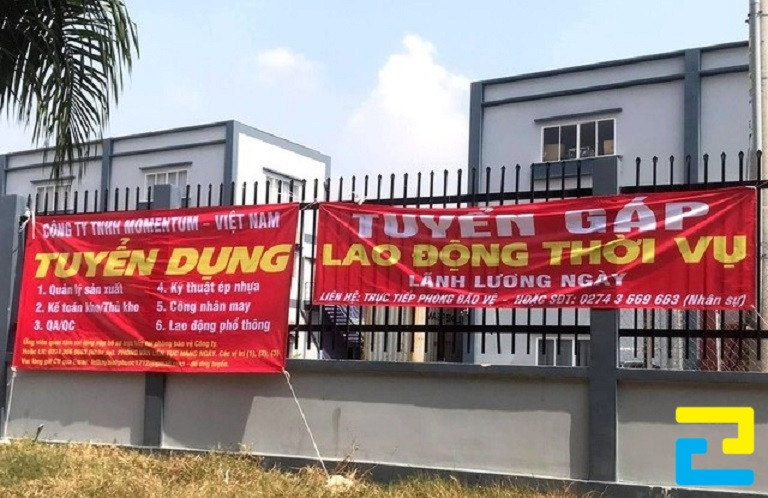 CÔNG TY TNHH MOMENTUM - VIỆT NAM
TUYỂN DỤNG
1. Quản lý sản xuất
2. Kế toán kho/Thủ kho
3. QA/QC
4. Kỹ thuật ép nhựa
5. Công nhân may
6. Lao động phổ thông
TUYỂN GẤP
LAO ĐỘNG THỜI VỤ
LÃNH LƯƠNG NGÀY
LIÊN HỆ: TRỰC TIẾP PHÒNG BẢO VỆ - HOẶC SĐT: 0274 3 669 663 (Nhân sự)